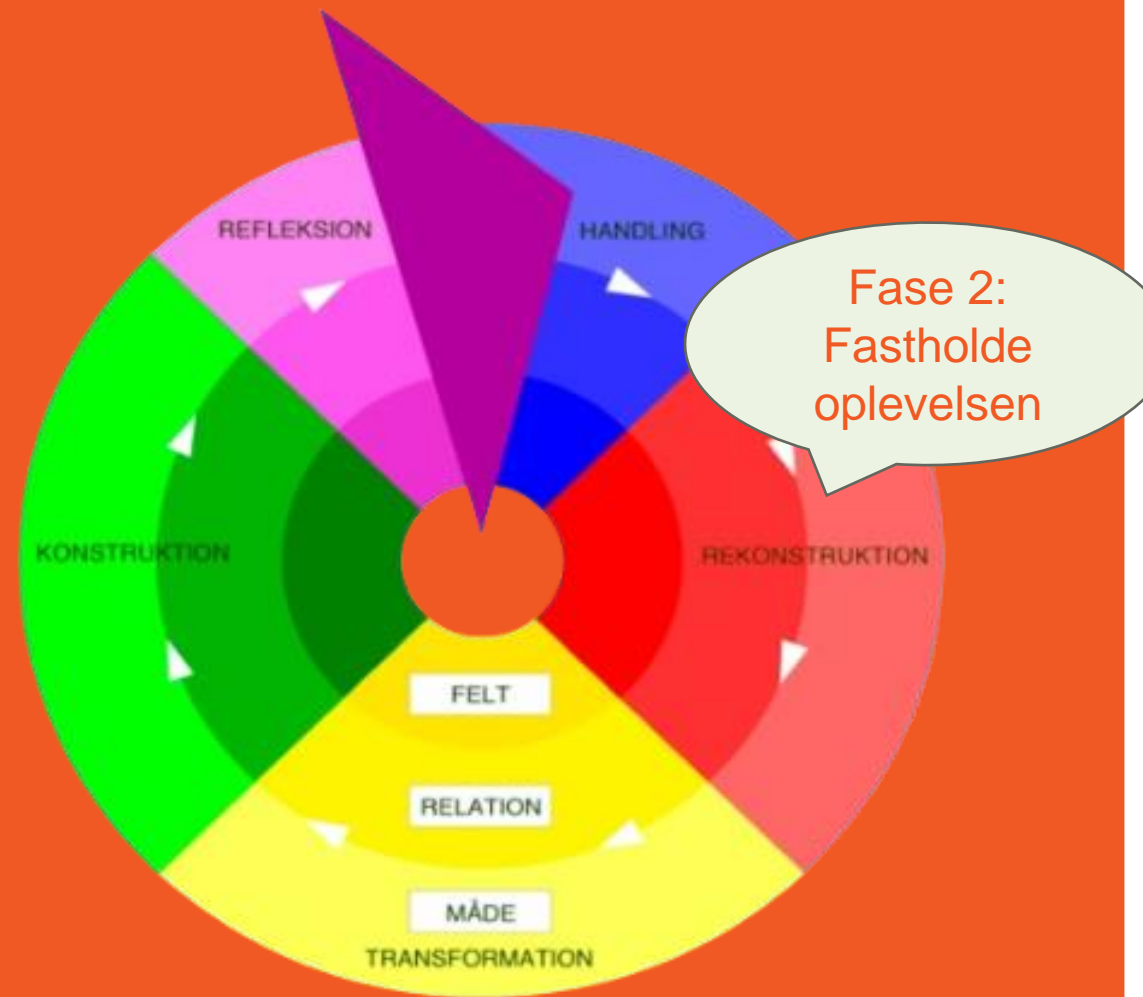 REFLEKSION
HANDLING
Fase 2:
Fastholde
oplevelsen
KONSTRUKTION
REKONSTRUKTION
FELT
RELATION
MÅDE
TRANSFORMATION